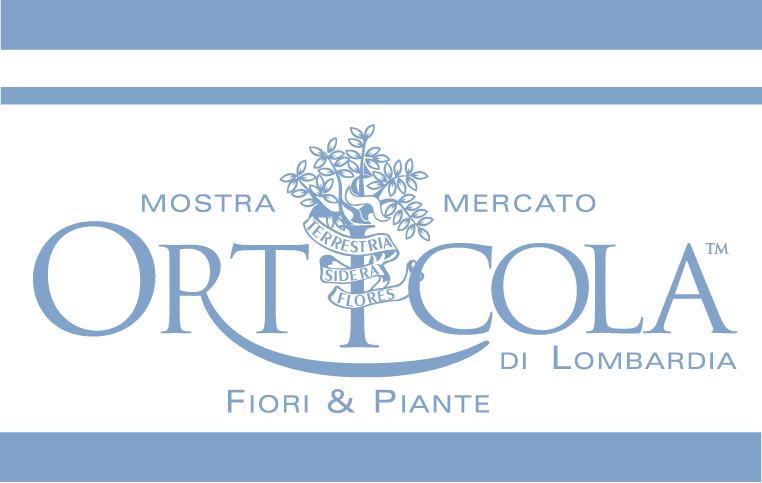 MOSTRA MERCATO
TERRESTRIA
SIDERA
FLORES
ORTICOLA™
DI LOMBARDIA
FIORI & PIANTE